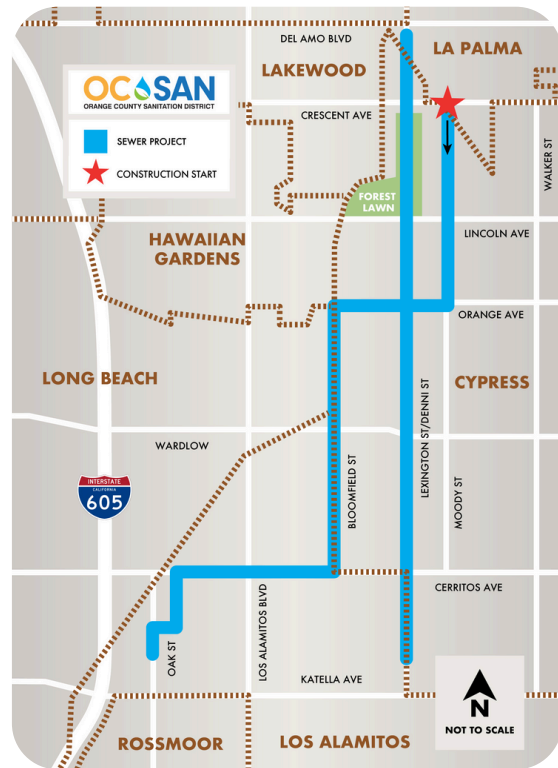 DEL AMO BLVD
LA PALMA
LAKEWOOD
OC SAN
ORANGE COUNTY SANITATION DISTRICT
SEWER PROJECT
CONSTRUCTION START
CRESCENT AVE
WALKER ST
FOREST
LAWN
LINCOLN AVE
HAWAIIAN
GARDENS
ORANGE AVE
LONG BEACH
CYPRESS
WARDLOW
BLOOMFIELD ST
LEXINGTON ST/DENNI ST
MOODY ST
INTERSTATE
CALIFORNIA
605
CERRITOS AVE
OAK ST
LOS ALAMITOS BLVD
KATELLA AVE
N
NOT TO SCALE
ROSSMOOR
LOS ALAMITOS